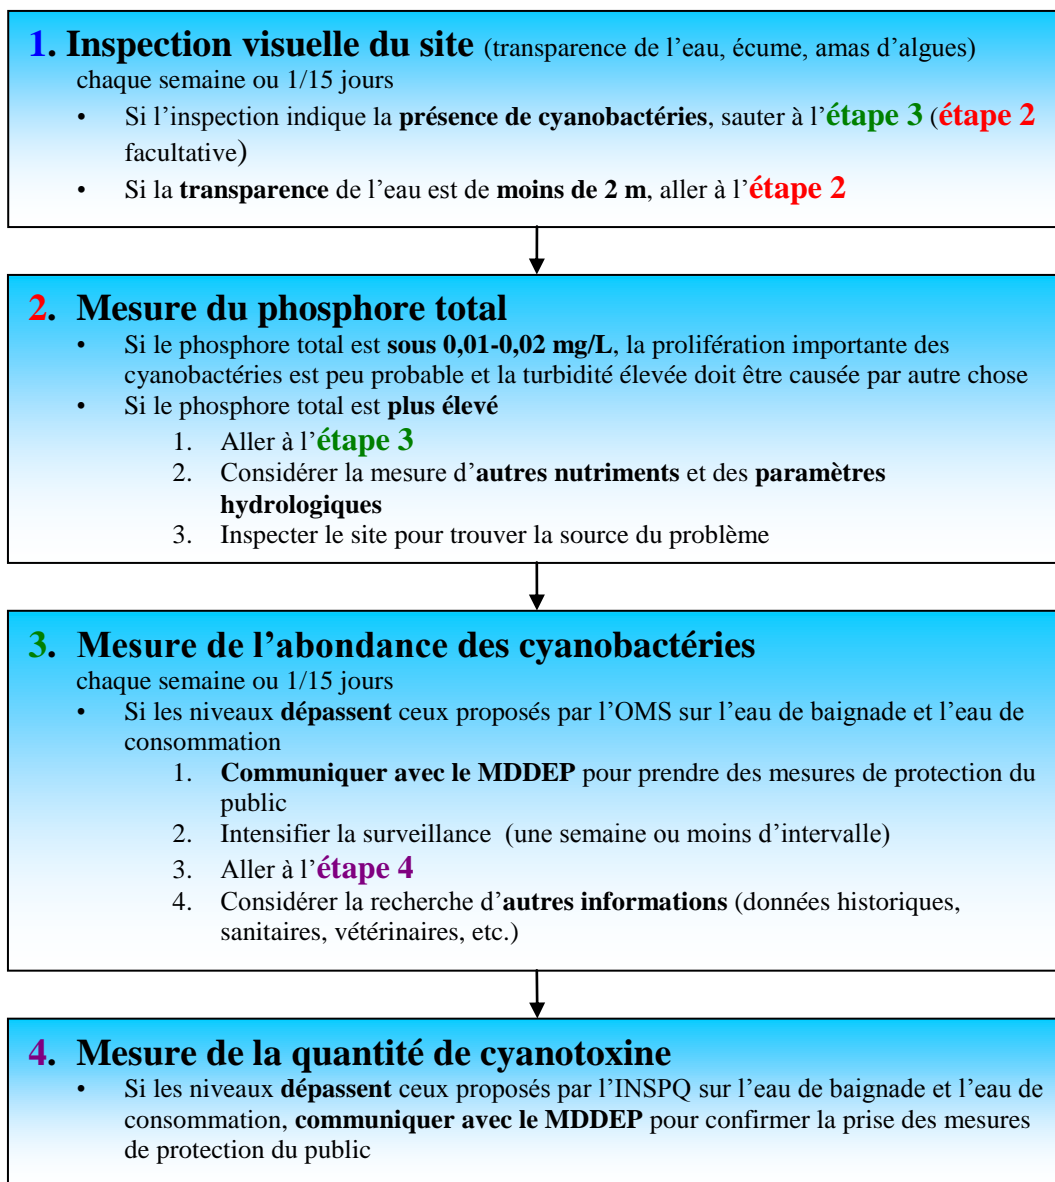 1. Inspection visuelle du site (transparence de l’eau, écume, amas d’algues)
chaque semaine ou 1/15 jours
• Si l’inspection indique la présence de cyanobactéries, sauter à l’étape 3 (étape 2
facultative)
• Si la transparence de l’eau est de moins de 2 m, aller à l’étape 2
2. Mesure du phosphore total
• Si le phosphore total est sous 0,01-0,02 mg/L, la prolifération importante des
cyanobactéries est peu probable et la turbidité élevée doit être causée par autre chose
• Si le phosphore total est plus élevé
1. Aller à l’étape 3
2. Considérer la mesure d’autres nutriments et des paramètres
hydrologiques
3. Inspecter le site pour trouver la source du problème
3. Mesure de l’abondance des cyanobactéries
chaque semaine ou 1/15 jours
• Si les niveaux dépassent ceux proposés par l’OMS sur l’eau de baignade et l’eau de
consommation
1. Communiquer avec le MDDEP pour prendre des mesures de protection du
public
2. Intensifier la surveillance (une semaine ou moins d’intervalle)
3. Aller à l’étape 4
4. Considérer la recherche d’autres informations (données historiques,
sanitaires, vétérinaires, etc.)
4. Mesure de la quantité de cyanotoxine
• Si les niveaux dépassent ceux proposés par l’INSPQ sur l’eau de baignade et l’eau de
consommation, communiquer avec le MDDEP pour confirmer la prise des mesures
de protection du public